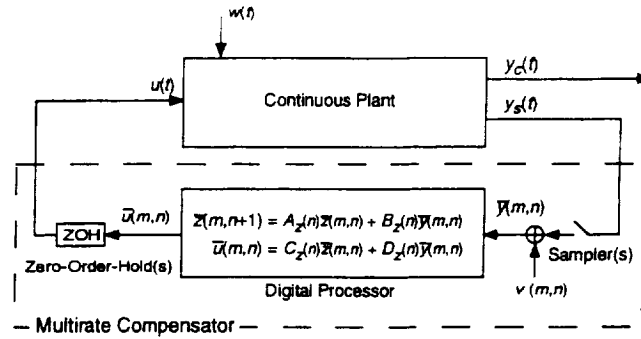 w(t)
y_c(t)
u(t)
Continuous Plant
y_s(t)
u̅(m,n)
z̅(m,n+1) = A_z(n)z̅(m,n) + B_z(n)y̅(m,n)
u̅(m,n) = C_z(n)z̅(m,n) + D_z(n)y̅(m,n)
y̅(m,n)
ZOH
Zero-Order-Hold(s)
Sampler(s)
Digital Processor
v(m,n)
Multirate Compensator